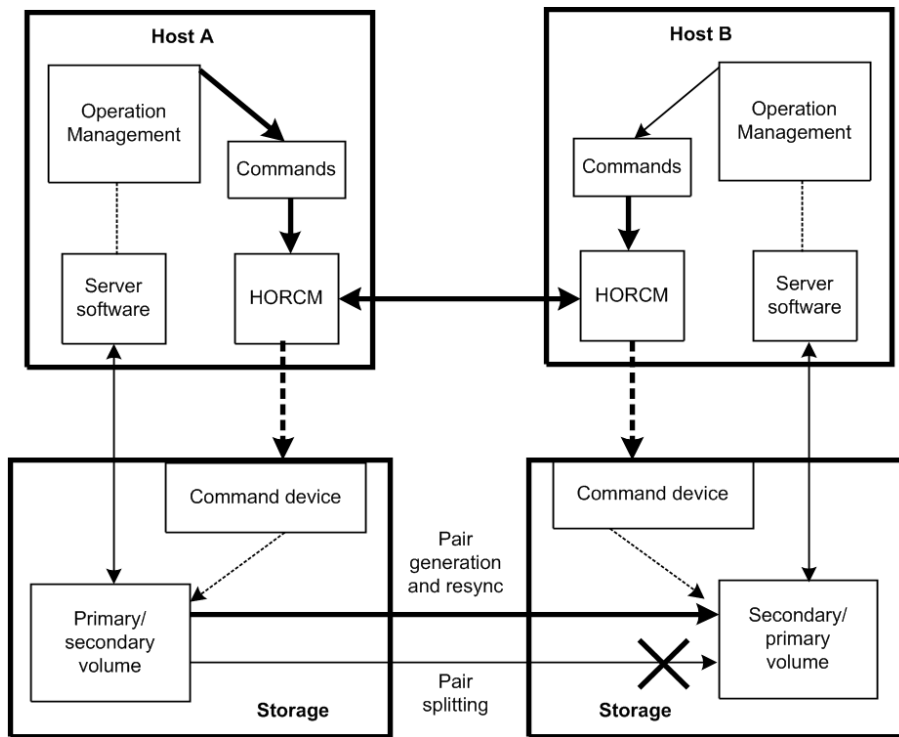 Host A
Operation
Management
Commands
Server
software
HORCM
Host B
Operation
Management
Commands
HORCM
Server
software
Command device
Primary/
secondary
volume
Storage
Pair
generation
and resync
Pair
splitting
Command device
Secondary/
primary
volume
Storage